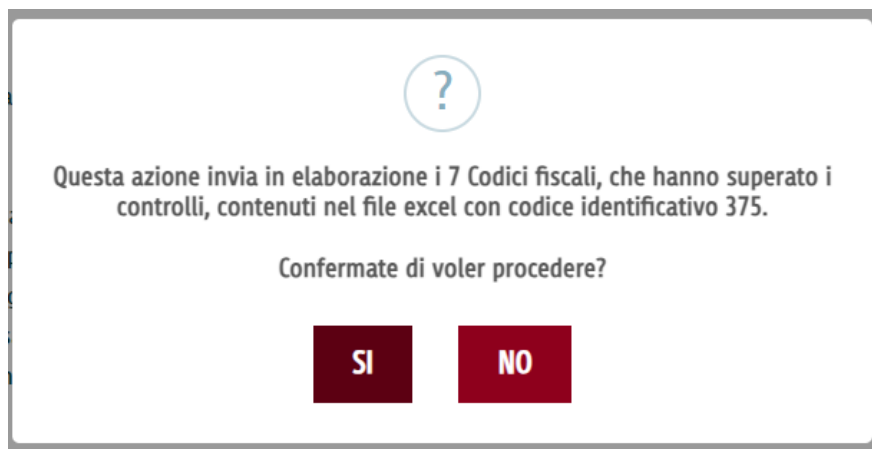 ?
Questa azione invia in elaborazione i 7 Codici fiscali, che hanno superato i
controlli, contenuti nel file excel con codice identificativo 375.
Confermate di voler procedere?
SI
NO